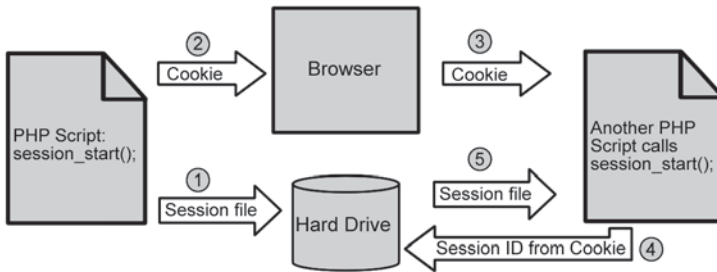 2
3
Cookie
Browser
Cookie
PHP Script:
session_start();
Another PHP
Script calls
session_start();
1
5
Session file
Session file
Hard Drive
Session ID from Cookie
4